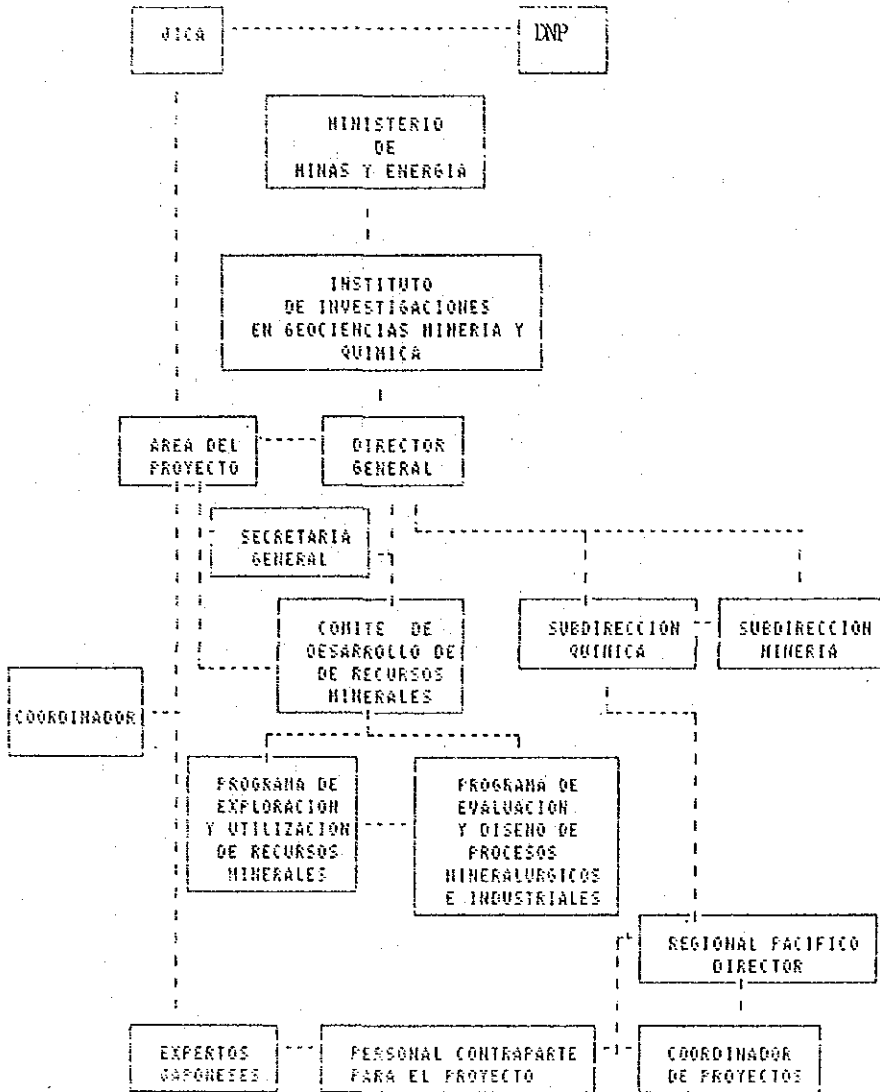 JICA
DNP
MINISTERIO
DE
MINAS Y ENERGIA
INSTITUTO
DE INVESTIGACIONES
EN GEOCIENCIAS MINERIA Y
QUIMICA
AREA DEL
PROYECTO
DIRECTOR
GENERAL
SECRETARIA
GENERAL
COMITE DE
DESARROLLO DE
DE RECURSOS
MINERALES
SUBDIRECCION
QUIMICA
SUBDIRECCION
MINERIA
COORDINADOR
PROGRAMA DE
EXPLORACION
Y UTILIZACION
DE RECURSOS
MINERALES
PROGRAMA DE
EVALUACION
Y DISENO DE
PROCESOS
MINERALURGICOS
E INDUSTRIALES
REGIONAL PACIFICO
DIRECTOR
EXPERTOS
GAPONESES
PERSONAL CONTRAPARTE
PARA EL PROYECTO
COORDINADOR
DE PROYECTOS